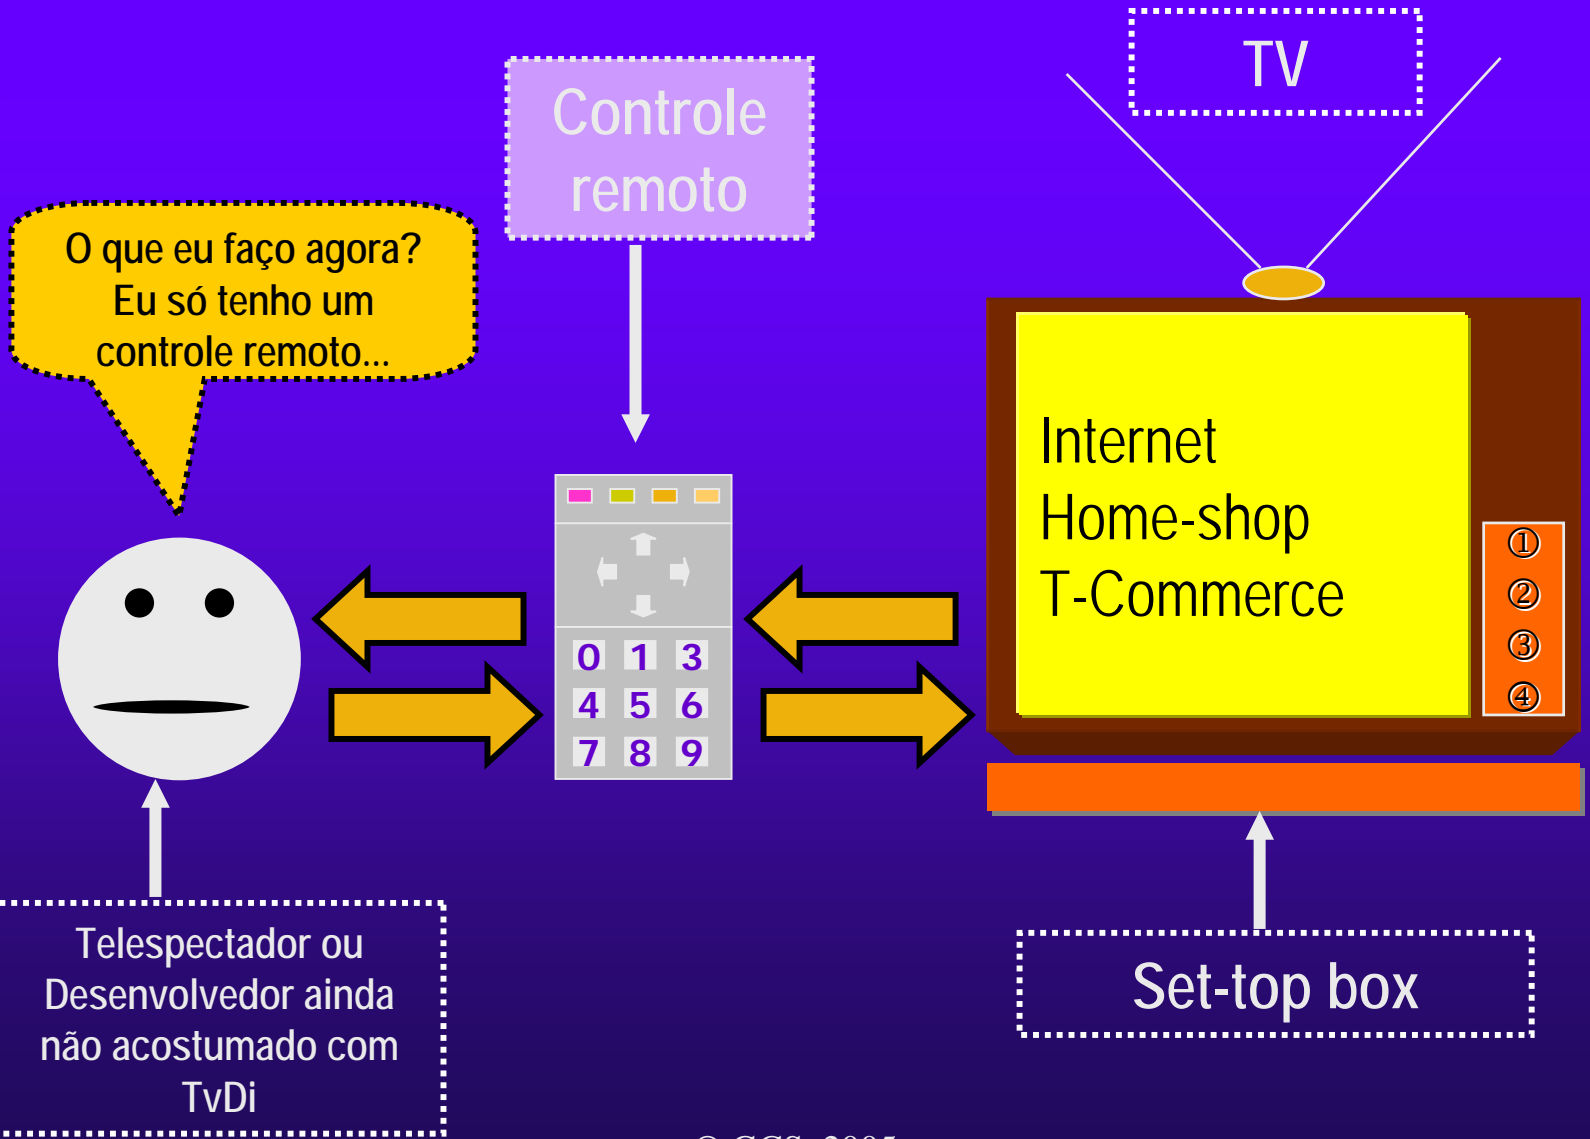 TV
Controle
remoto
O que eu faço agora?
Eu só tenho um
controle remoto...
Internet
Home-shop
T-Commerce
①
②
③
④
0 1 3
4 5 6
7 8 9
Telespectador ou
Desenvolvedor ainda
não acostumado com
TvDi
Set-top box